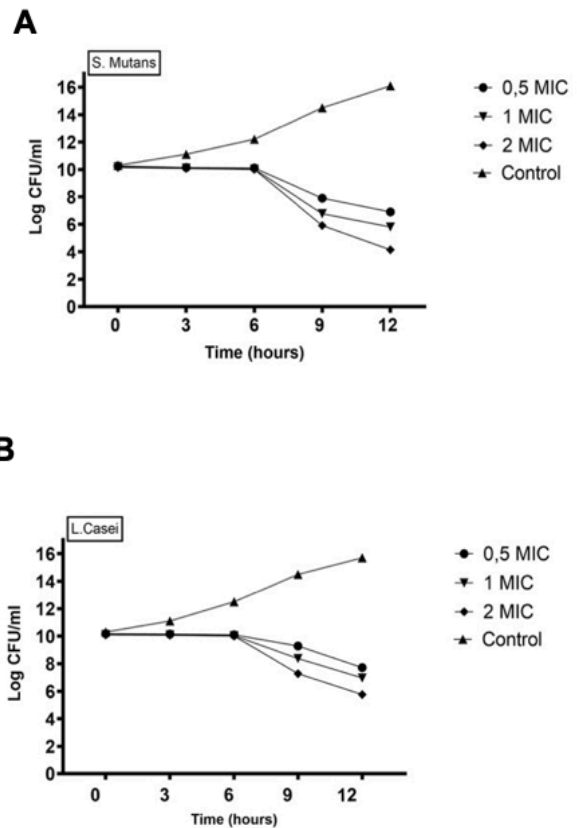 A
S. Mutans
16
14
12
10
8
6
4
2
0
Log CFU/ml
0 3 6 9 12
Time (hours)
0,5 MIC
1 MIC
2 MIC
Control
B
L.Casei
16
14
12
10
8
6
4
2
0
Log CFU/ml
0 3 6 9 12
Time (hours)
0,5 MIC
1 MIC
2 MIC
Control